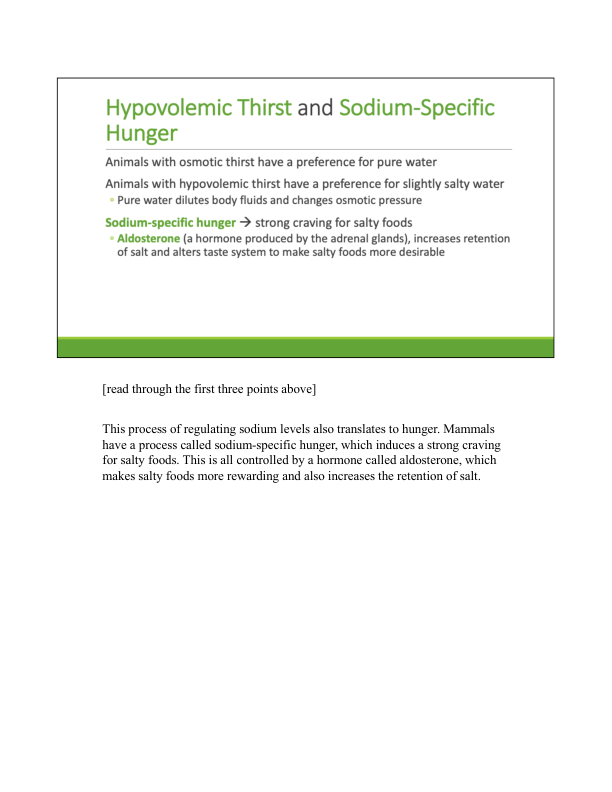 Hypovolemic Thirst and Sodium-Specific
Hunger
Animals with osmotic thirst have a preference for pure water
Animals with hypovolemic thirst have a preference for slightly salty water
▫ Pure water dilutes body fluids and changes osmotic pressure
Sodium-specific hunger → strong craving for salty foods
▫ Aldosterone (a hormone produced by the adrenal glands), increases retention
of salt and alters taste system to make salty foods more desirable
[read through the first three points above]
This process of regulating sodium levels also translates to hunger. Mammals
have a process called sodium-specific hunger, which induces a strong craving
for salty foods. This is all controlled by a hormone called aldosterone, which
makes salty foods more rewarding and also increases the retention of salt.